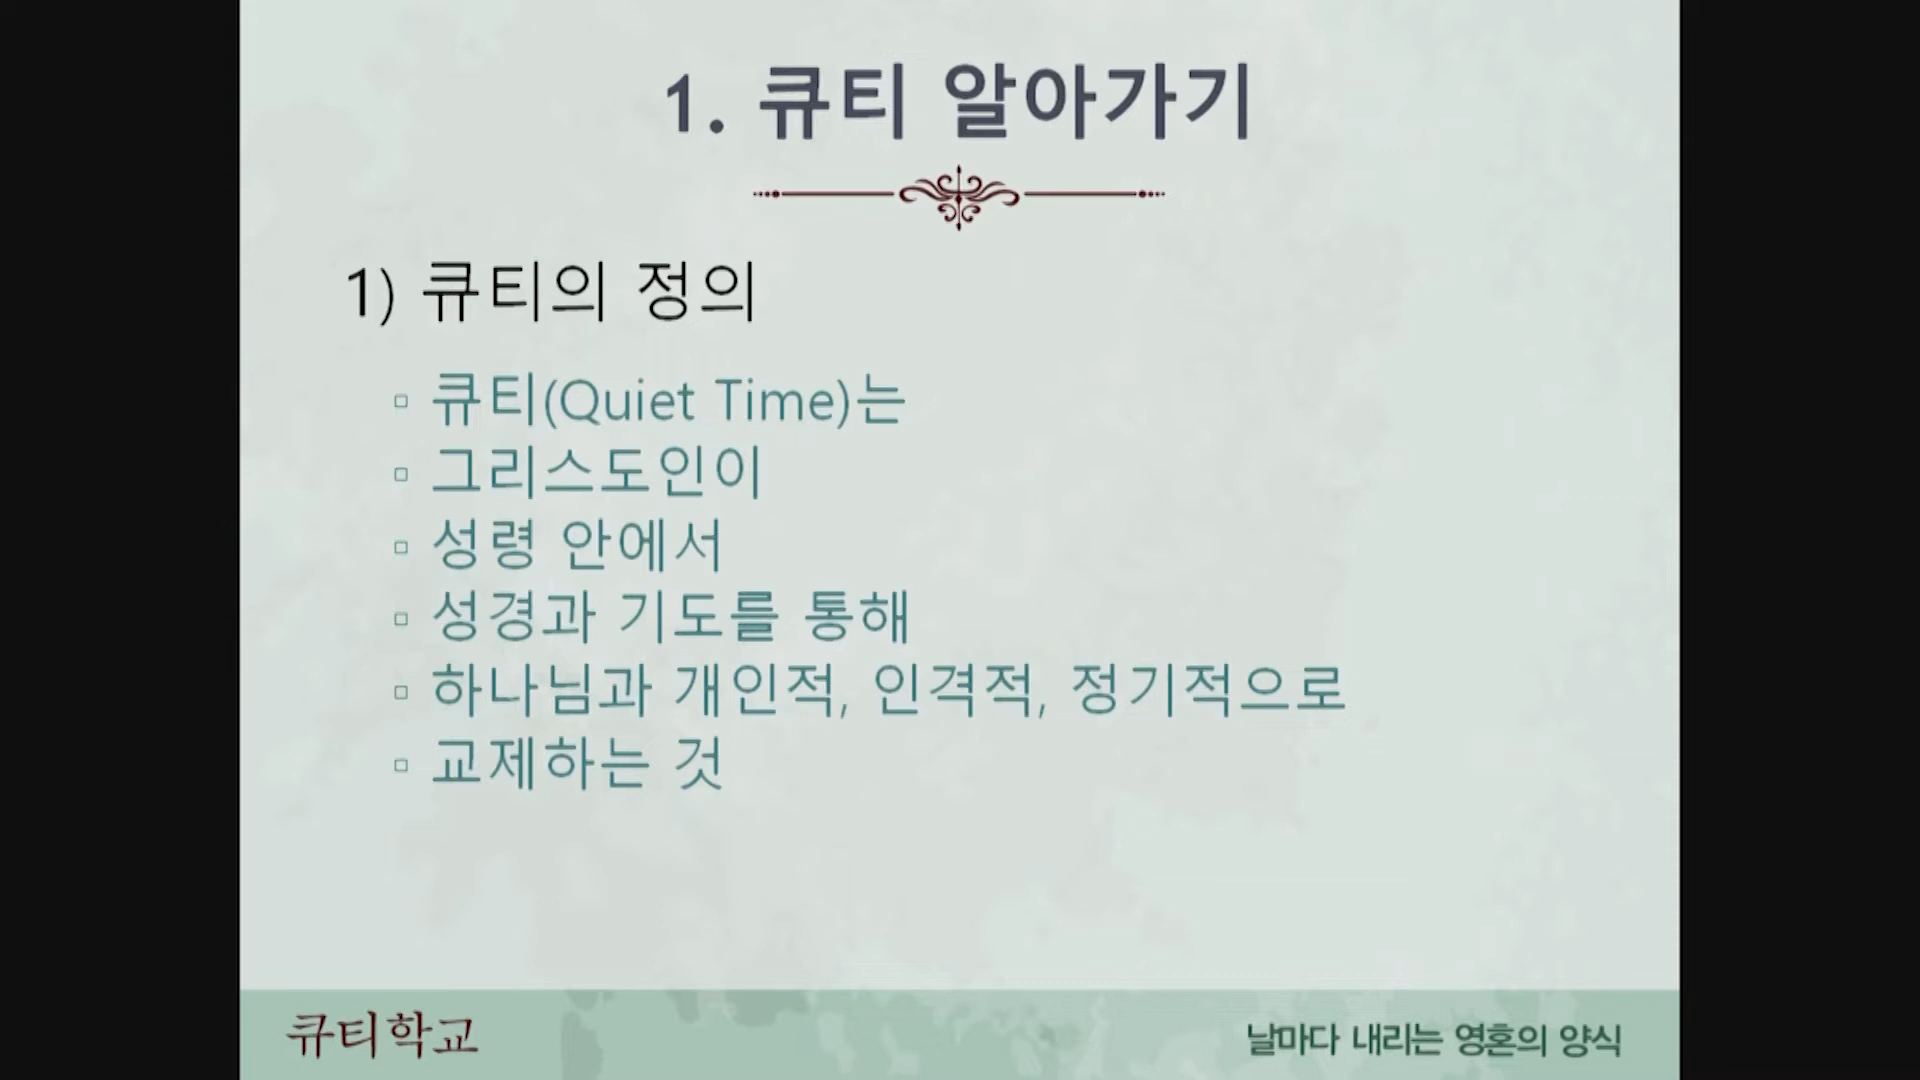 1. 큐티 알아가기
1) 큐티의 정의
▫ 큐티(Quiet Time)는
▫ 그리스도인이
▫ 성령 안에서
▫ 성경과 기도를 통해
▫ 하나님과 개인적, 인격적, 정기적으로
▫ 교제하는 것
큐티학교
날마다 내리는 영혼의 양식